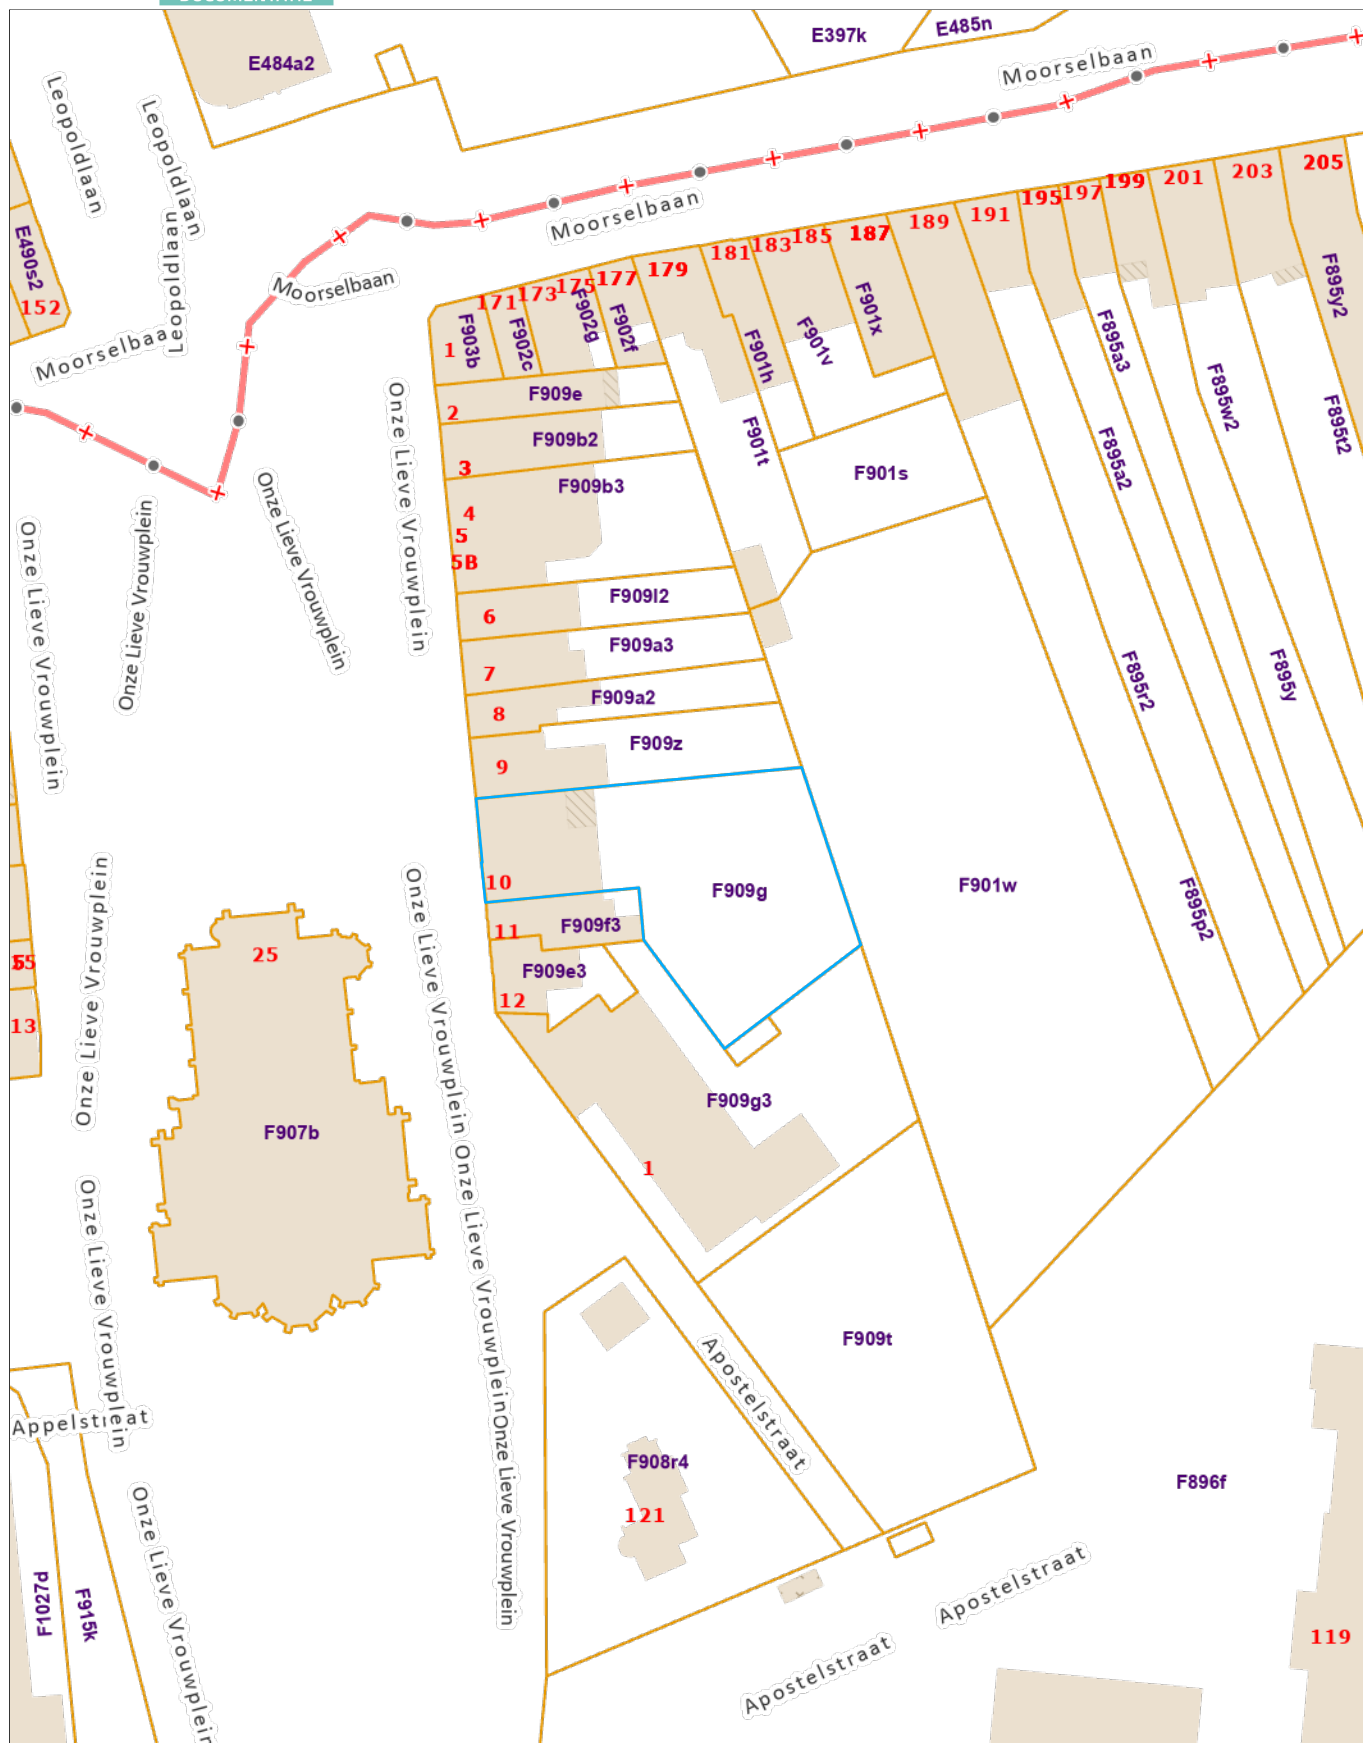 E397k
E485n
E484a2
Moorselbaan
Leopoldlaan
Leopoldlaan
Leopoldlaan
205
203
201
199
197
195
191
189
187
185
183
181
179
177
175
173
171
Moorselbaan
E490s2
152
Moorselbaan
F895y2
F902g
F902f
F901x
F903b
F902c
F901v
F901h
F895a3
1
Moorselbaa
F909e
2
F895w2
F895t2
F909b2
3
F901t
F895a2
F901s
F909b3
4
5
5B
Onze Lieve Vrouwplein
Onze Lieve Vrouwplein
Onze Lieve Vrouwplein
Onze Lieve Vrouwplein
F909l2
6
F909a3
7
F895r2
F895y
F909a2
8
F909z
9
10
F909g
F901w
F895p2
F909f3
11
F909e3
12
25
13
Onze Lieve Vrouwplein
Onze Lieve Vrouwplein
Onze Lieve Vrouwplein
F909g3
F907b
1
Onze Lieve Vrouwplein
F909t
Apostelstraat
Onze Lieve Vrouwplein
F908r4
121
F896f
Apostelstraat
F1027d
F915k
Onze Lieve Vrouwplein
119
Apostelstraat